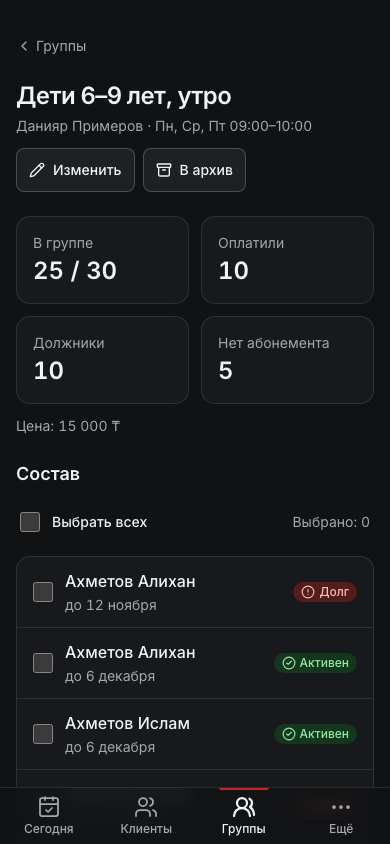 Группы
Дети 6–9 лет, утро
Данияр Примеров · Пн, Ср, Пт 09:00–10:00
Изменить
В архив
В группе
25 / 30
Оплатили
10
Должники
10
Нет абонемента
5
Цена: 15 000 ₸
Состав
Выбрать всех
Выбрано: 0
Ахметов Алихан
до 12 ноября
Долг
Ахметов Алихан
до 6 декабря
Активен
Ахметов Ислам
до 6 декабря
Активен
Сегодня
Клиенты
Группы
Ещё